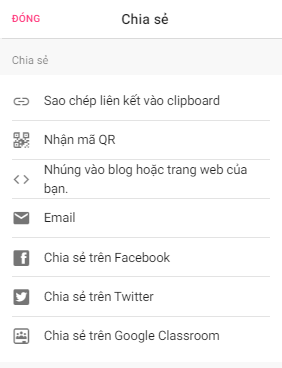 ĐÓNG
Chia sẻ
Chia sẻ
Sao chép liên kết vào clipboard
Nhận mã QR
Nhúng vào blog hoặc trang web của
bạn.
Email
Chia sẻ trên Facebook
Chia sẻ trên Twitter
Chia sẻ trên Google Classroom